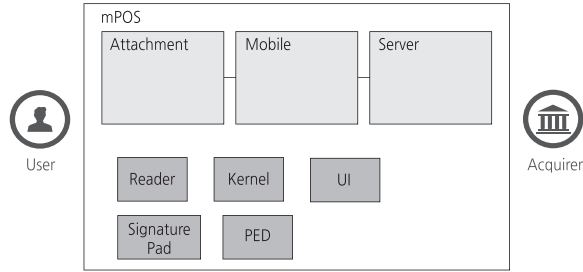 mPOS
Attachment
Mobile
Server
User
Acquirer
Reader
Kernel
UI
Signature
Pad
PED